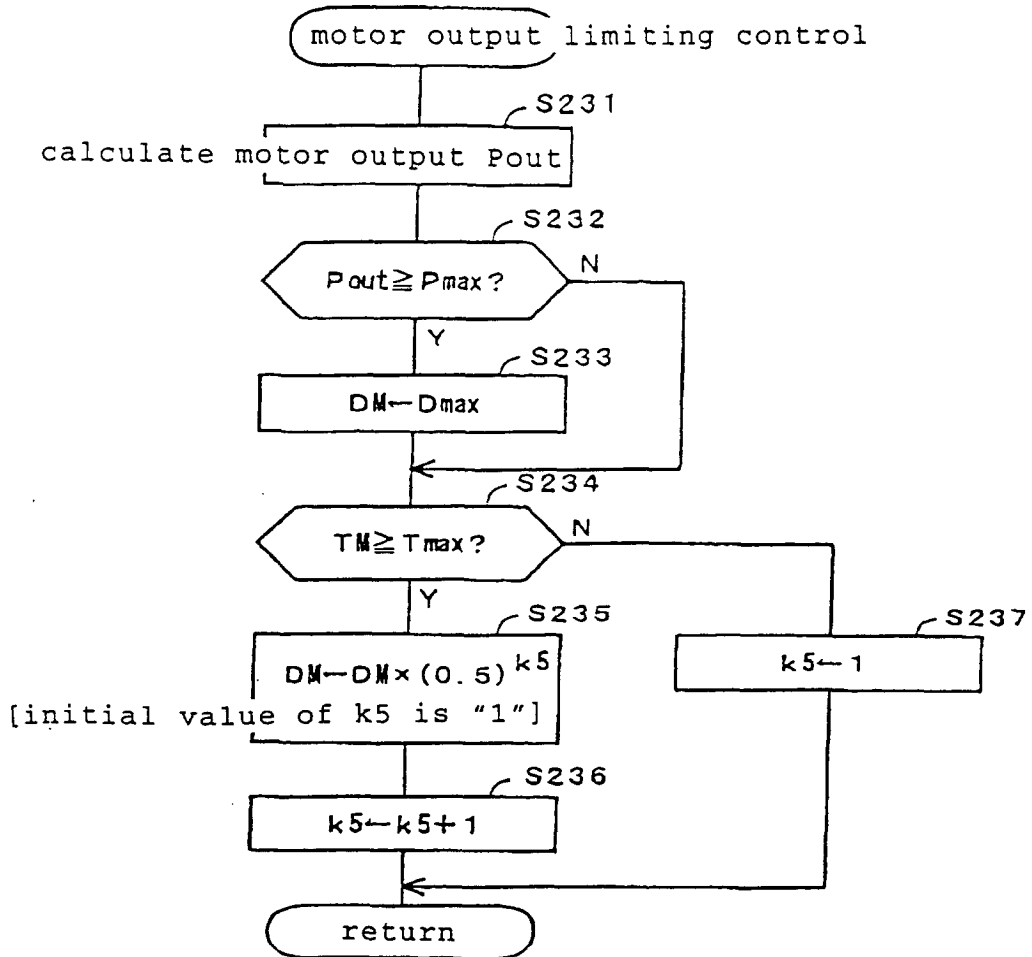 motor output limiting control
S231
calculate motor output Pout
S232
Pout≧Pmax?
N
Y
S233
DM←Dmax
S234
TM≧Tmax?
N
Y
S235
DM←DM×(0.5)^k5
[initial value of k5 is "1"]
S237
k5←1
S236
k5←k5+1
return